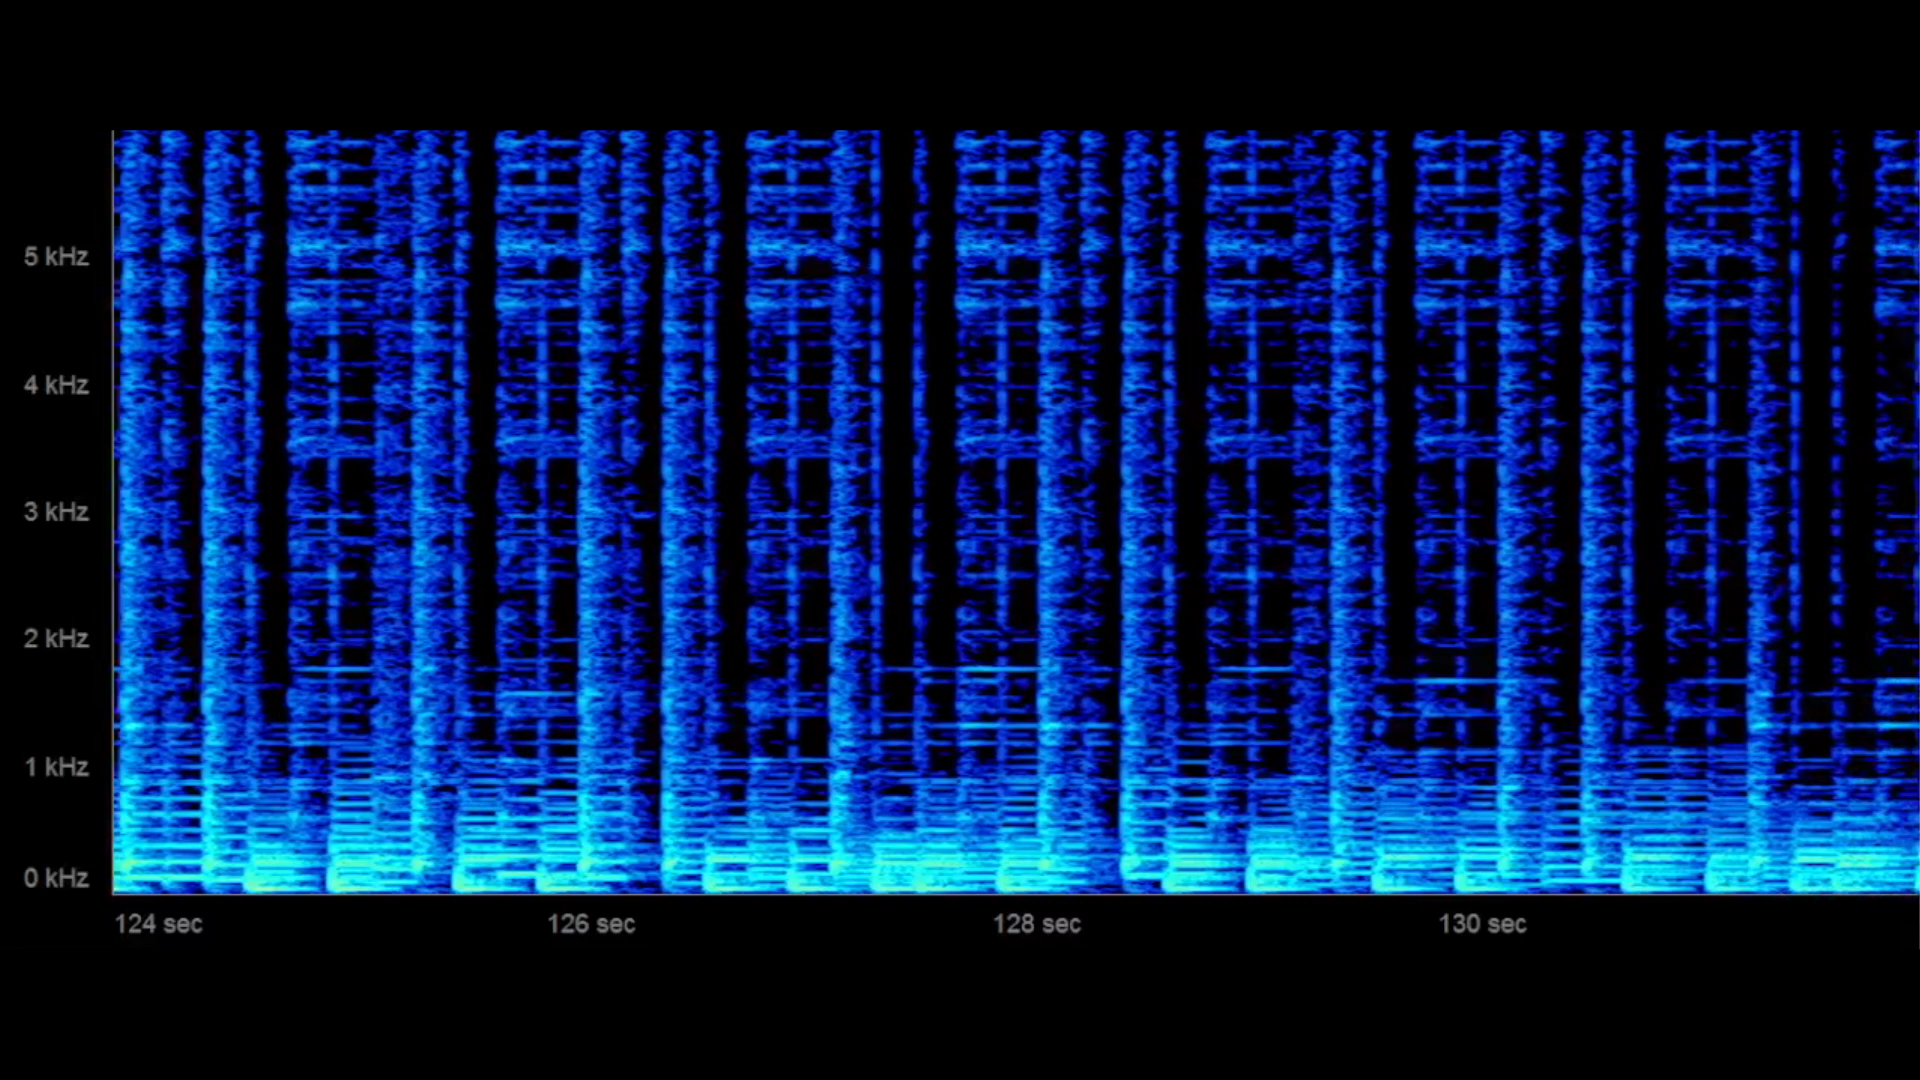 5 kHz
4 kHz
3 kHz
2 kHz
1 kHz
0 kHz
124 sec
126 sec
128 sec
130 sec